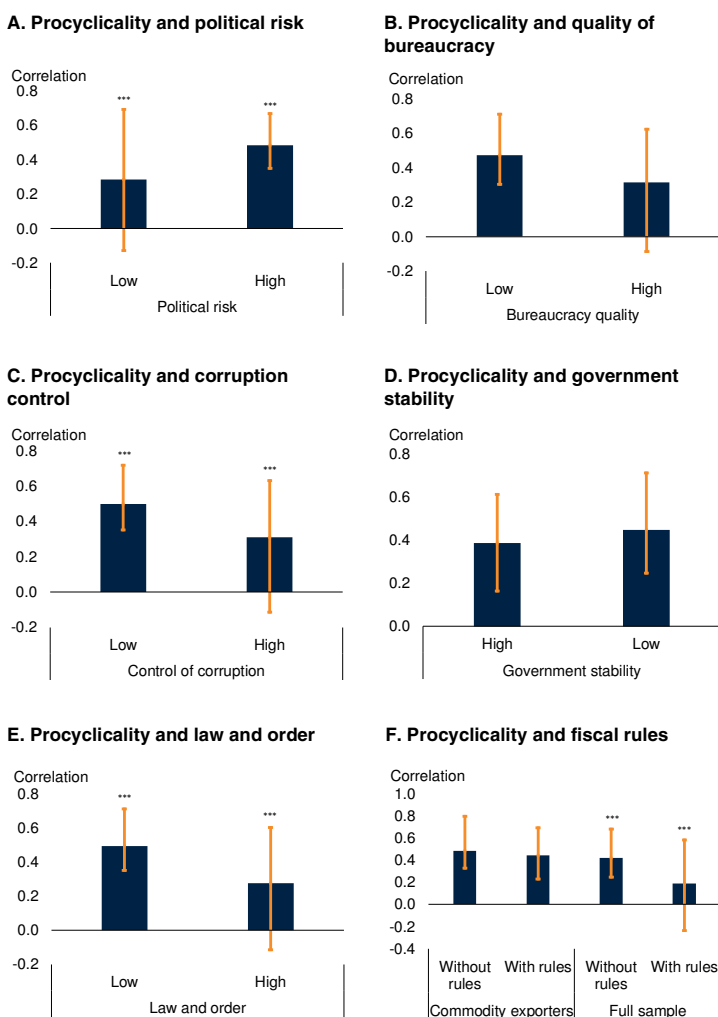 A. Procyclicality and political risk
Correlation
0.8
0.6
0.4
0.2
0.0
-0.2
***
***
Low
High
Political risk
B. Procyclicality and quality of
bureaucracy
Correlation
0.8
0.6
0.4
0.2
0.0
-0.2
Low
High
Bureaucracy quality
C. Procyclicality and corruption
control
Correlation
0.8
0.6
0.4
0.2
0.0
-0.2
***
***
Low
High
Control of corruption
D. Procyclicality and government
stability
Correlation
0.8
0.6
0.4
0.2
0.0
High
Low
Government stability
E. Procyclicality and law and order
Correlation
0.8
0.6
0.4
0.2
0.0
-0.2
***
***
Low
High
Law and order
F. Procyclicality and fiscal rules
Correlation
1.0
0.8
0.6
0.4
0.2
0.0
-0.2
-0.4
***
***
Without
rules
With rules
Without
rules
With rules
Commodity exporters
Full sample